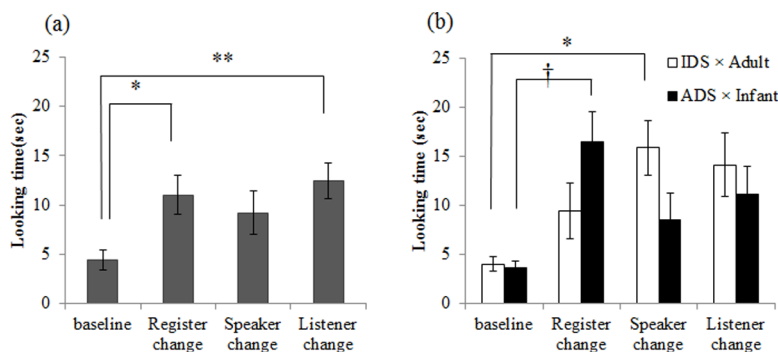 (a)
**
*
Looking time(sec)
25
20
15
10
5
0
baseline
Register
change
Speaker
change
Listener
change
(b)
*
†
IDS × Adult
ADS × Infant
Looking time (sec)
25
20
15
10
5
0
baseline
Register
change
Speaker
change
Listener
change